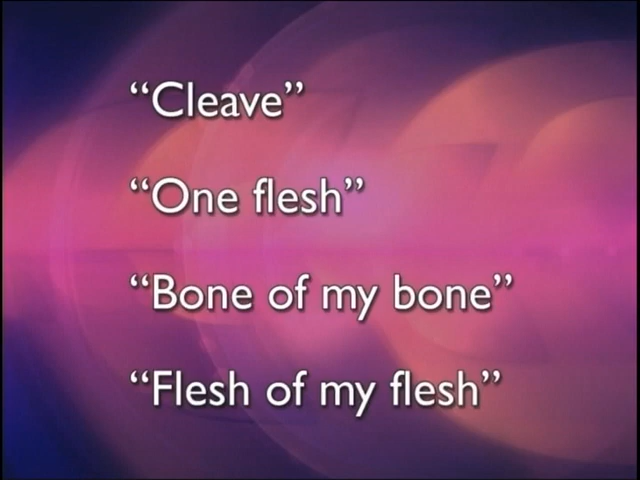 “Cleave”
“One flesh”
“Bone of my bone”
“Flesh of my flesh”